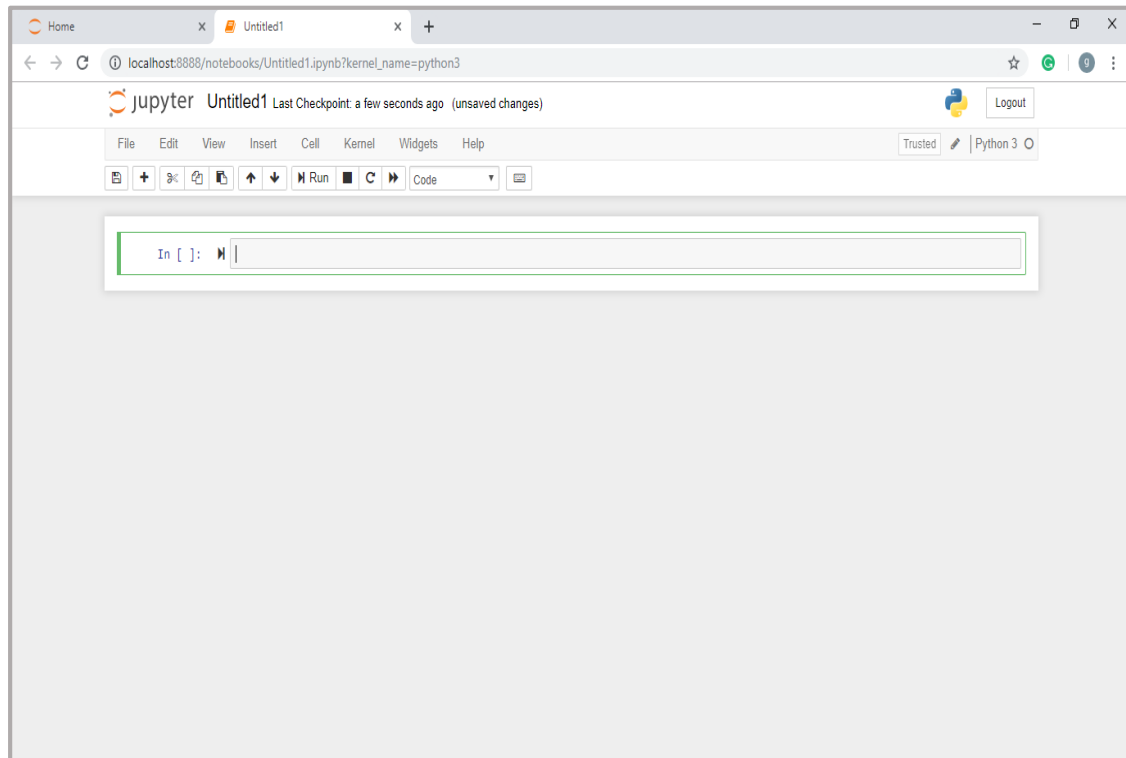 Home Untitled1
localhost:8888/notebooks/Untitled1.ipynb?kernel_name=python3 g
jupyter Untitled1 Last Checkpoint: a few seconds ago (unsaved changes) Logout
File Edit View Insert Cell Kernel Widgets Help Trusted Python 3
Run Code
In [ ]: